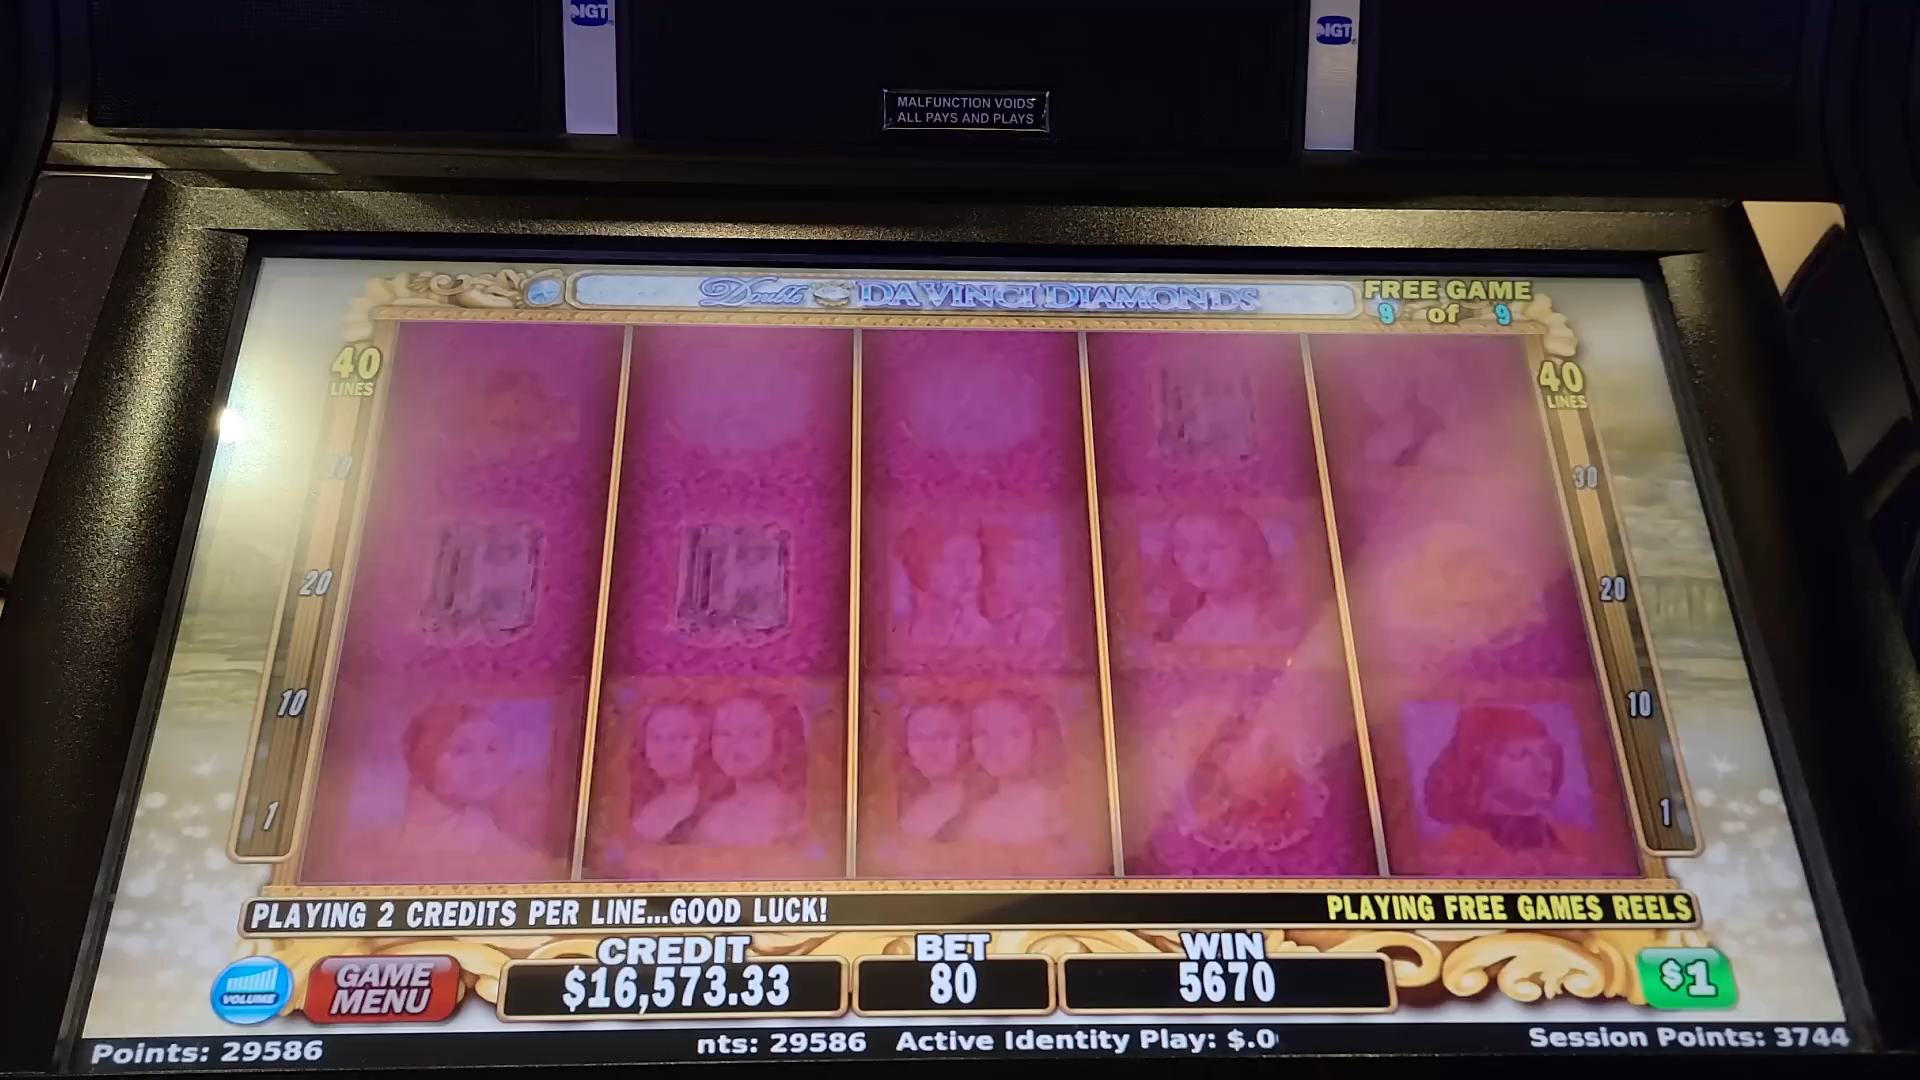 IGT
IGT
MALFUNCTION VOIDS
ALL PAYS AND PLAYS
Double DA VINCI DIAMONDS
FREE GAME
9 of 9
40
LINES
40
LINES
30
20
20
10
10
1
1
PLAYING 2 CREDITS PER LINE...GOOD LUCK!
PLAYING FREE GAMES REELS
CREDIT
$16,573.33
BET
80
WIN
5670
VOLUME
GAME
MENU
$1
Points: 29586
nts: 29586 Active Identity Play: $.0
Session Points: 3744